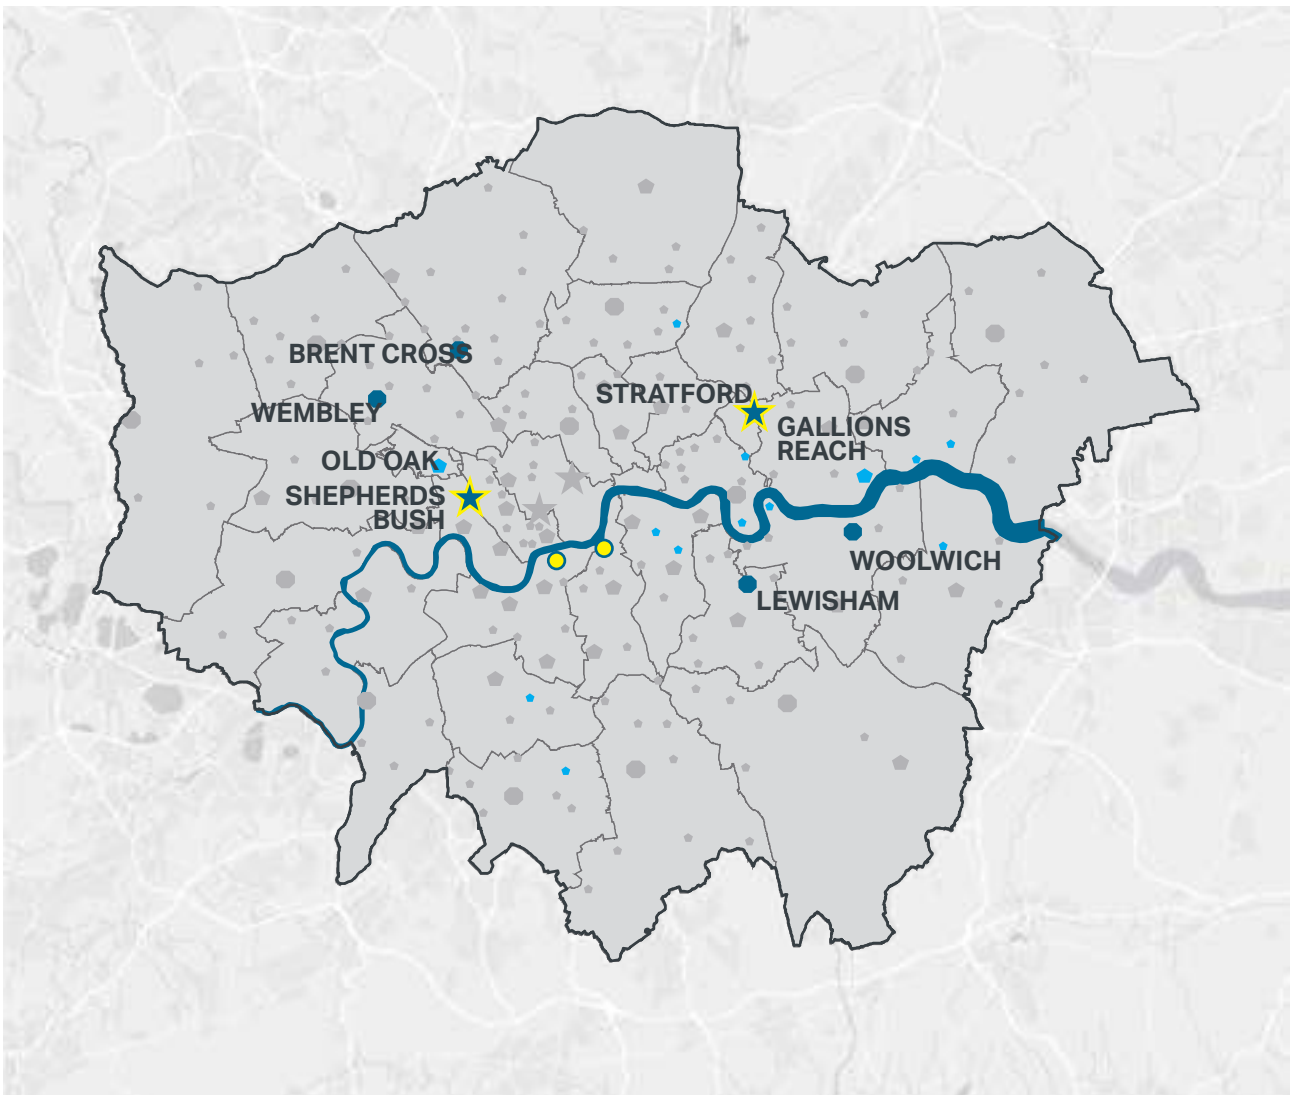 BRENT CROSS
STRATFORD
WEMBLEY
GALLIONS
REACH
OLD OAK
SHEPHERDS
BUSH
WOOLWICH
LEWISHAM